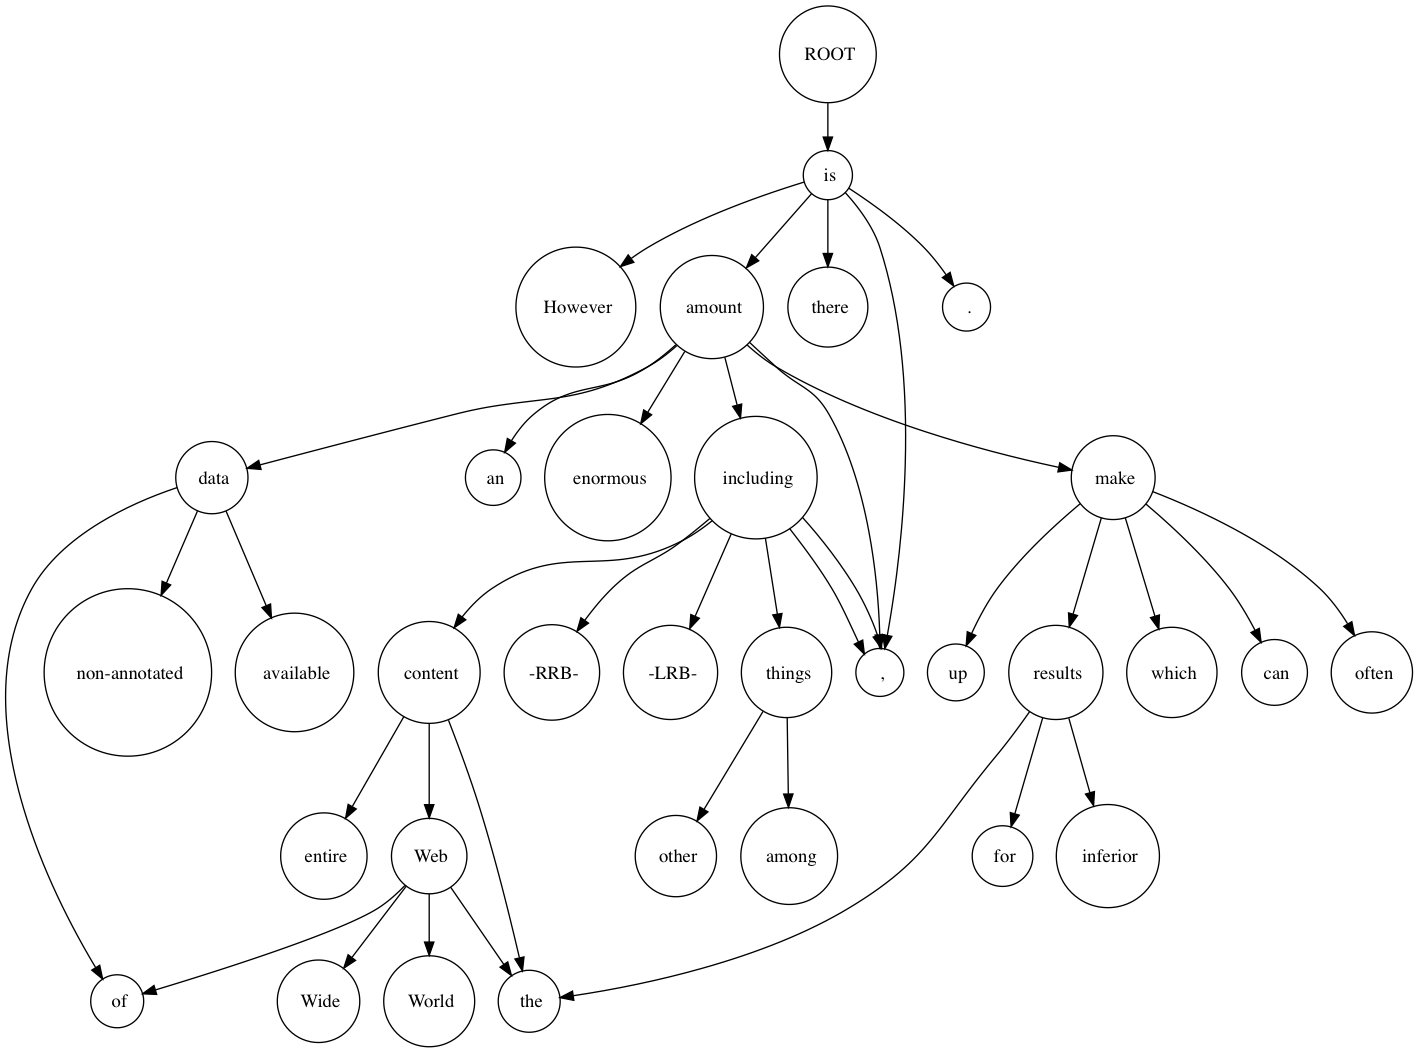 ROOT
is
However
amount
there
.
data
an
enormous
including
make
non-annotated
available
content
-RRB-
-LRB-
things
,
up
results
which
can
often
entire
Web
other
among
for
inferior
of
Wide
World
the